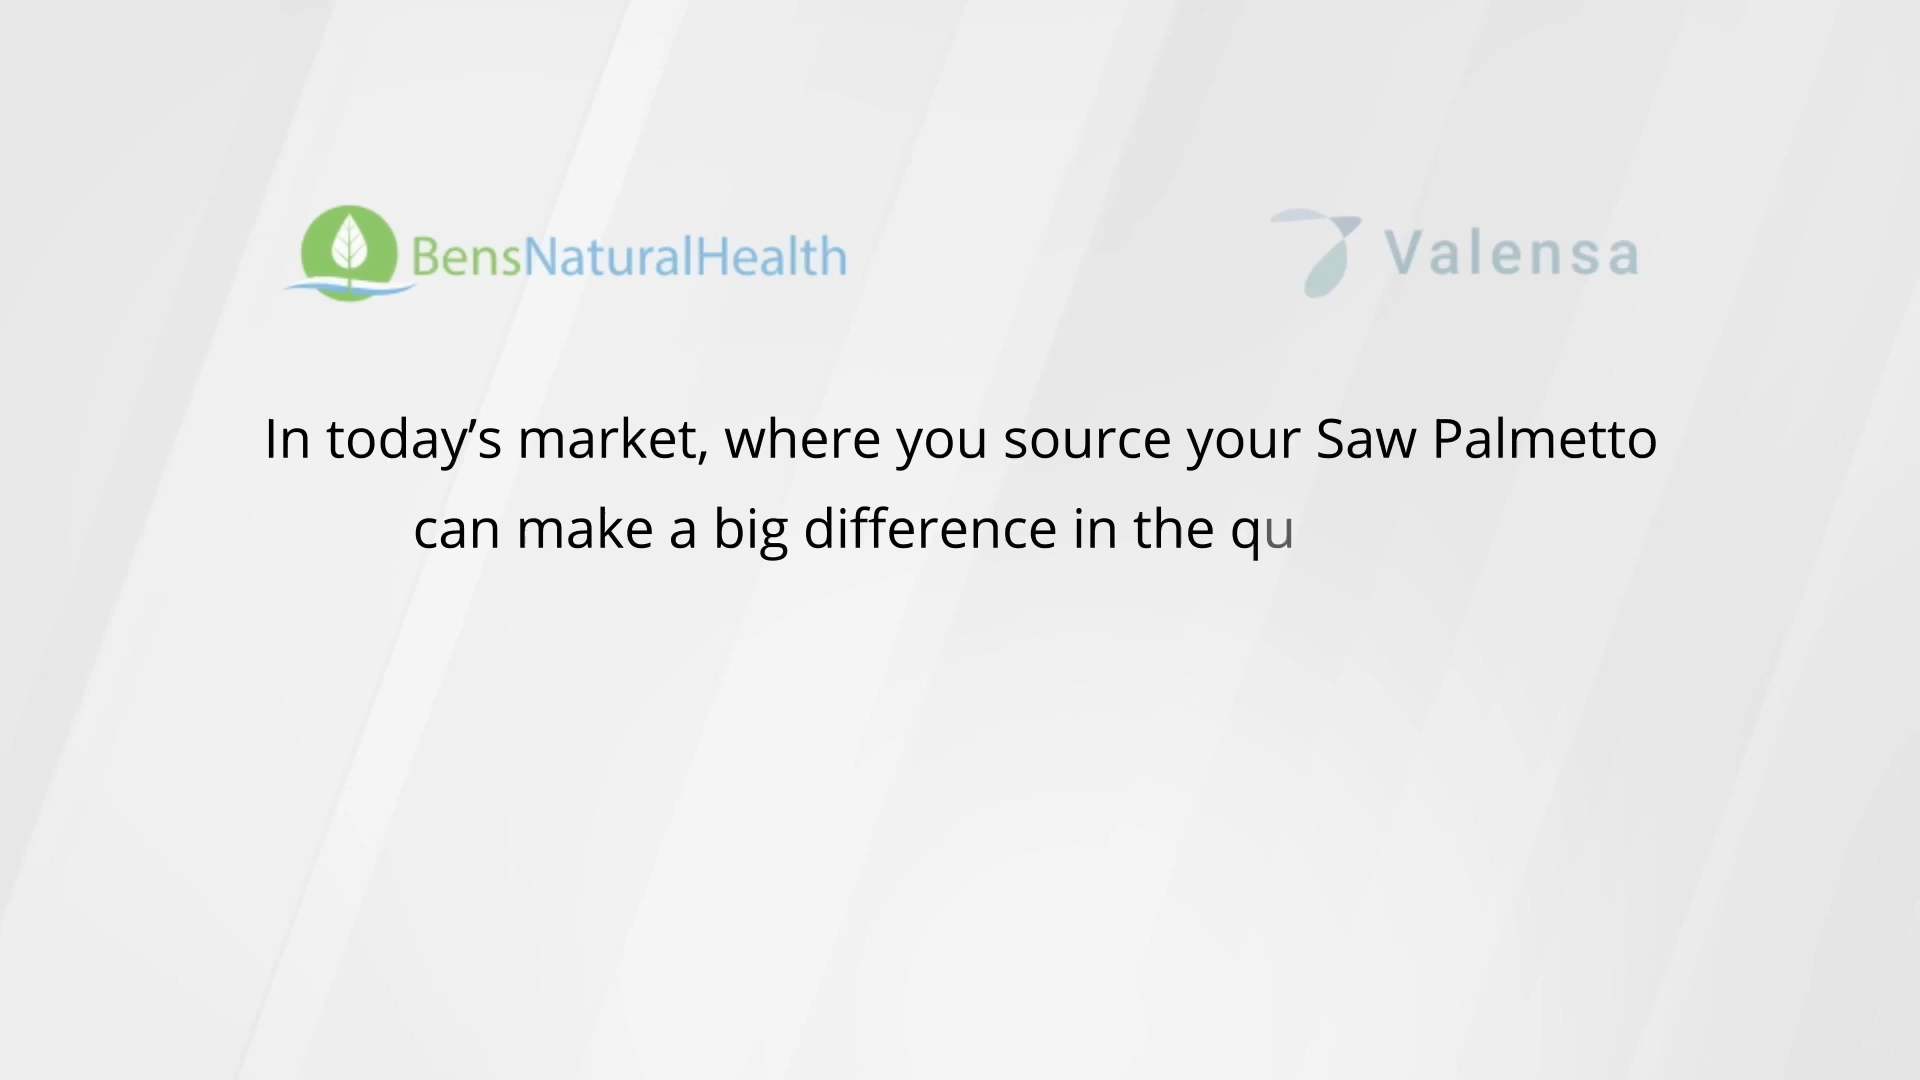 BensNaturalHealth
Valensa
In today’s market, where you source your Saw Palmetto
can make a big difference in the qu